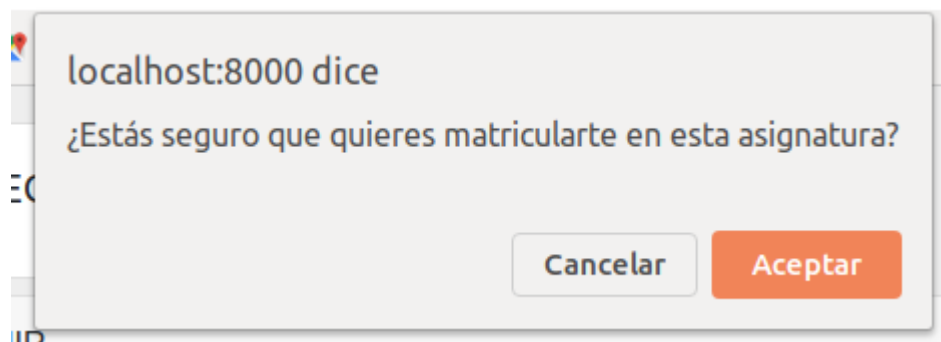 localhost:8000 dice
¿Estás seguro que quieres matricularte en esta asignatura?
Cancelar
Aceptar